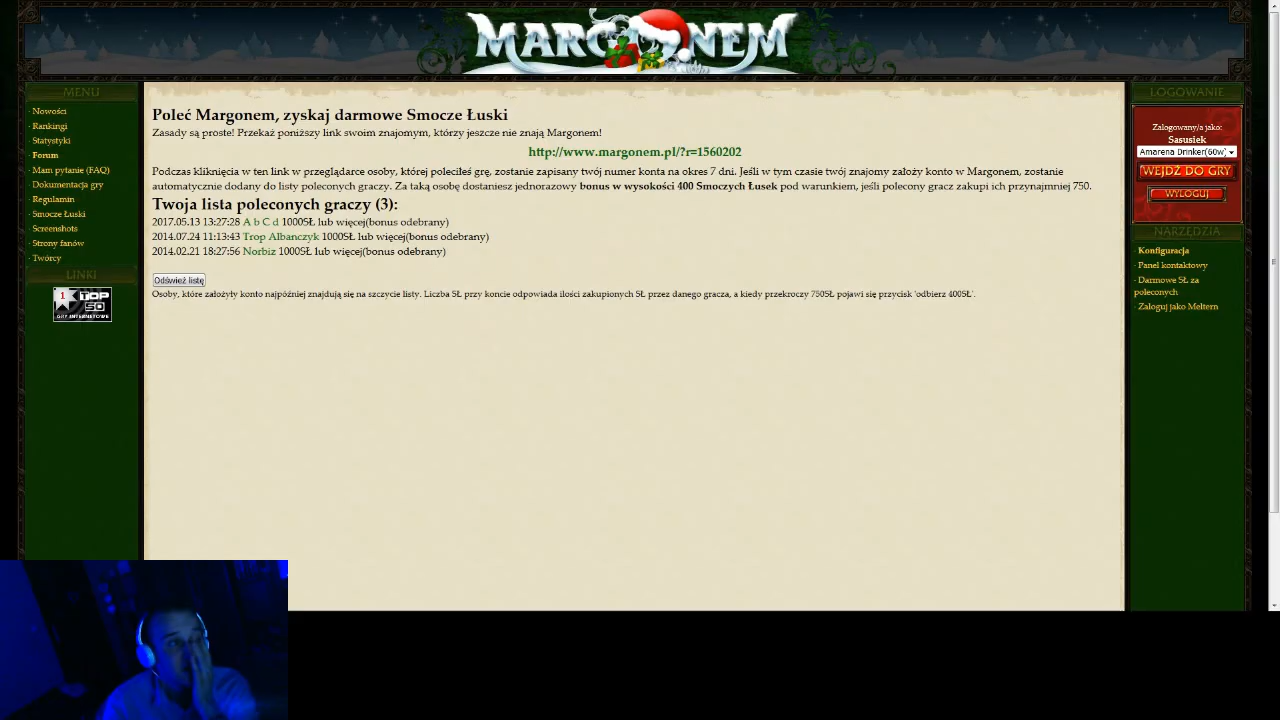 MARGONEM
MENU
· Nowości
· Rankingi
· Statystyki
· Forum
· Mam pytanie (FAQ)
· Dokumentacja gry
· Regulamin
· Smocze Łuski
· Screenshots
· Strony fanów
· Twórcy
LINKI
1 TOP 50
GRY INTERNETOWE
Poleć Margonem, zyskaj darmowe Smocze Łuski
Zasady są proste! Przekaż poniższy link swoim znajomym, którzy jeszcze nie znają Margonem!
http://www.margonem.pl/?r=1560202
Podczas kliknięcia w ten link w przeglądarce osoby, której poleciłeś grę, zostanie zapisany twój numer konta na okres 7 dni. Jeśli w tym czasie twój znajomy założy konto w Margonem, zostanie
automatycznie dodany do listy poleconych graczy. Za taką osobę dostaniesz jednorazowy bonus w wysokości 400 Smoczych Łusek pod warunkiem, jeśli polecony gracz zakupi ich przynajmniej 750.
Twoja lista poleconych graczy (3):
2017.05.13 13:27:28 A b C d 1000SŁ lub więcej(bonus odebrany)
2014.07.24 11:13:43 Trop Albanczyk 1000SŁ lub więcej(bonus odebrany)
2014.02.21 18:27:56 Norbiz 1000SŁ lub więcej(bonus odebrany)
Odśwież listę
Osoby, które założyły konto najpóźniej znajdują się na szczycie listy. Liczba SŁ przy koncie odpowiada ilości zakupionych SŁ przez danego gracza, a kiedy przekroczy 750SŁ pojawi się przycisk 'odbierz 400SŁ'.
LOGOWANIE
Zalogowany/a jako:
Sasusiek
Amarena Drinker(60w)
WEJDŹ DO GRY
WYLOGUJ
NARZĘDZIA
· Konfiguracja
· Panel kontaktowy
· Darmowe SŁ za
poleconych
· Zaloguj jako Meltern